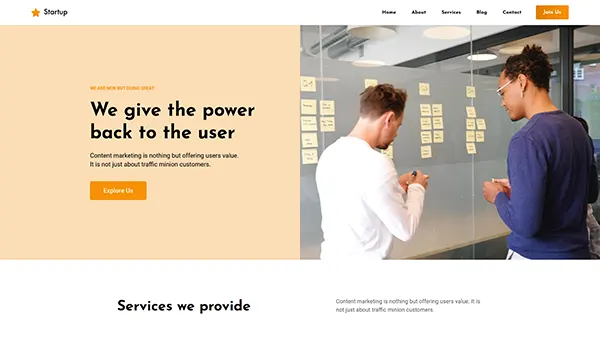 Startup
Home About Services Blog Contact Join Us
WE ARE NEW BUT DOING GREAT
We give the power
back to the user
Content marketing is nothing but offering users value.
It is not just about traffic minion customers.
Explore Us
Services we provide
Content marketing is nothing but offering users value. It is
not just about traffic minion customers.